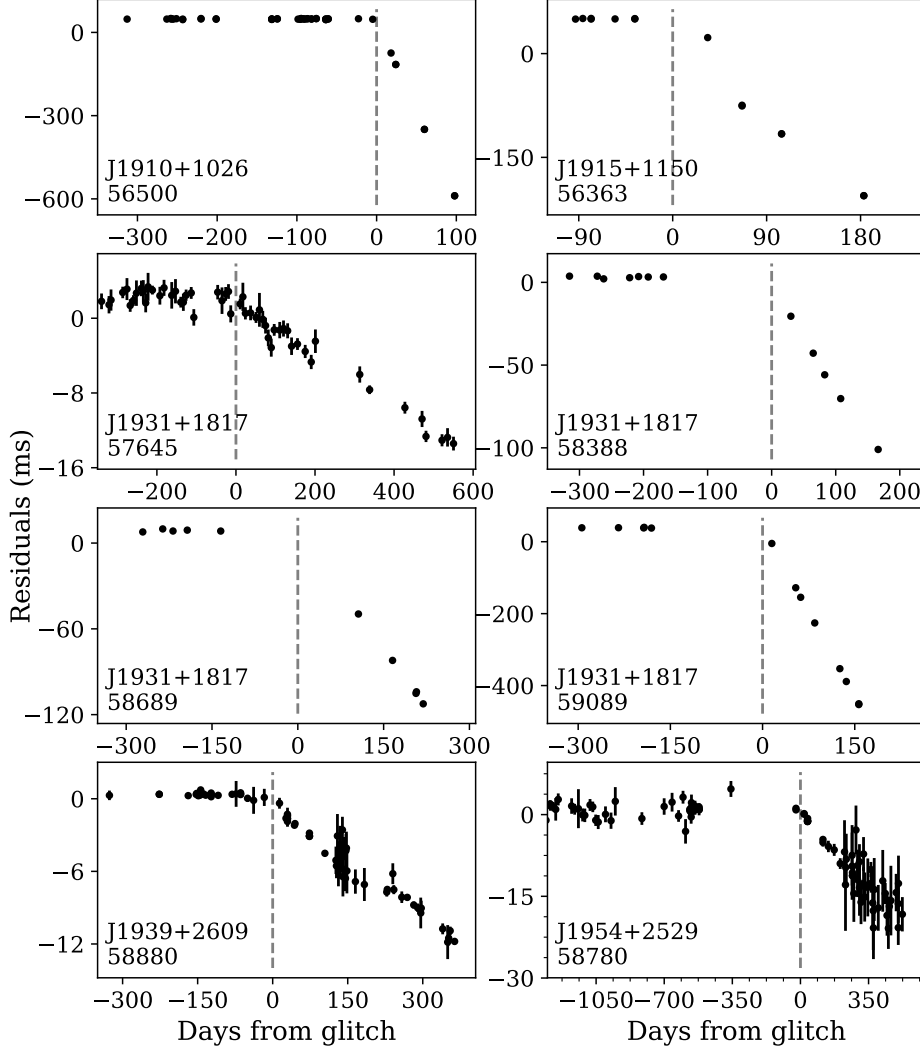 0
−300
−600
J1910+1026
56500
−300 −200 −100 0 100
0
−150
J1915+1150
56363
−90 0 90 180
0
−8
−16
J1931+1817
57645
−200 0 200 400 600
0
−50
−100
J1931+1817
58388
−300 −200 −100 0 100 200
Residuals (ms)
0
−60
−120
J1931+1817
58689
−300 −150 0 150 300
0
−200
−400
J1931+1817
59089
−300 −150 0 150
0
−6
−12
J1939+2609
58880
−300 −150 0 150 300
Days from glitch
0
−15
−30
J1954+2529
58780
−1050 −700 −350 0 350
Days from glitch